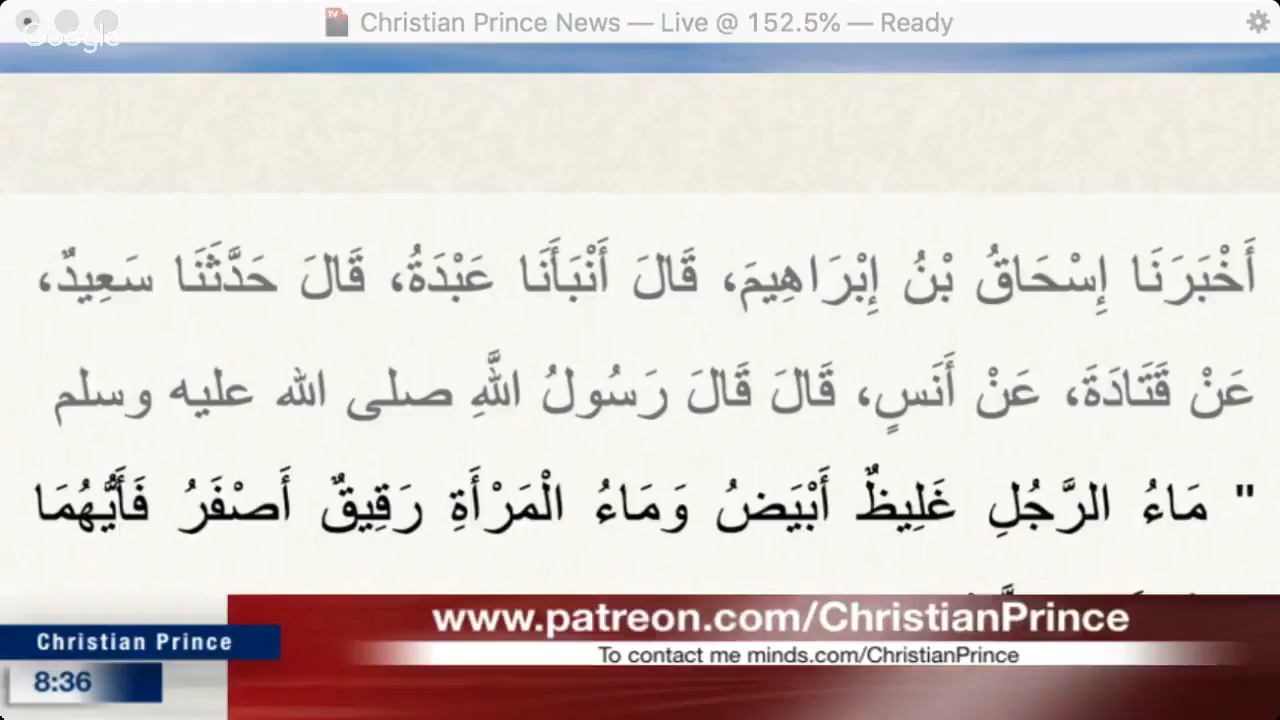 Christian Prince News — Live @ 152.5% — Ready
Google
أَخْبَرَنَا إِسْحَاقُ بْنُ إِبْرَاهِيمَ، قَالَ أَنْبَأَنَا عَبْدَةُ، قَالَ حَدَّثَنَا سَعِيدٌ،
عَنْ قَتَادَةَ، عَنْ أَنَسٍ، قَالَ قَالَ رَسُولُ اللَّهِ صلى الله عليه وسلم
" مَاءُ الرَّجُلِ غَلِيظٌ أَبْيَضُ وَمَاءُ الْمَرْأَةِ رَقِيقٌ أَصْفَرُ فَأَيُّهُمَا
www.patreon.com/ChristianPrince
Christian Prince
To contact me minds.com/ChristianPrince
8:36